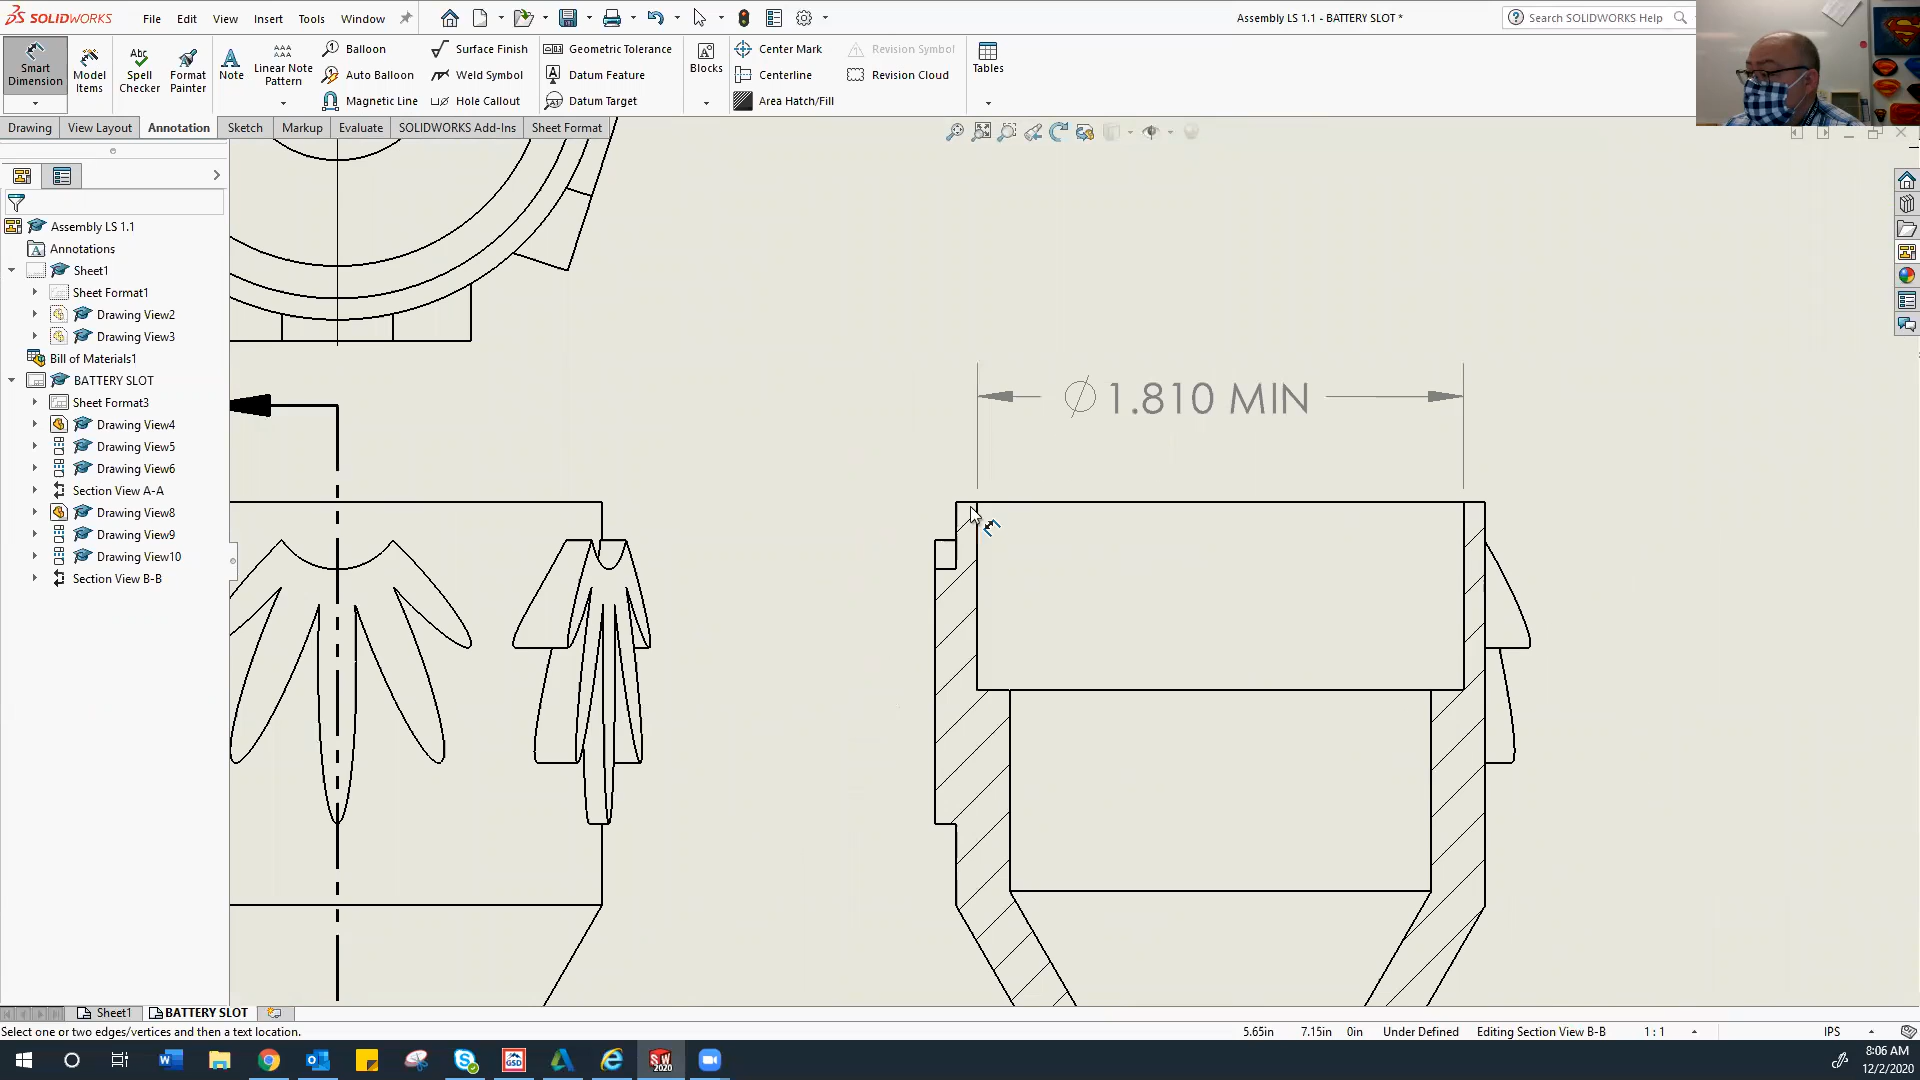 SOLIDWORKS
File Edit View Insert Tools Window
Assembly LS 1.1 - BATTERY SLOT *
Search SOLIDWORKS Help
Smart Dimension
Model Items
Abc
Spell Checker
Format Painter
Note
Linear Note Pattern
Balloon
Auto Balloon
Magnetic Line
Surface Finish
Weld Symbol
Hole Callout
Geometric Tolerance
Datum Feature
Datum Target
Blocks
Center Mark
Centerline
Area Hatch/Fill
Revision Symbol
Revision Cloud
Tables
Drawing View Layout Annotation Sketch Markup Evaluate SOLIDWORKS Add-Ins Sheet Format
Assembly LS 1.1
Annotations
Sheet1
Sheet Format1
Drawing View2
Drawing View3
Bill of Materials1
BATTERY SLOT
Sheet Format3
Drawing View4
Drawing View5
Drawing View6
Section View A-A
Drawing View8
Drawing View9
Drawing View10
Section View B-B
∅ 1.810 MIN
Sheet1 BATTERY SLOT
Select one or two edges/vertices and then a text location.
5.65in 7.15in 0in Under Defined Editing Section View B-B 1 : 1 IPS
GSD
SW 2020
8:06 AM
12/2/2020